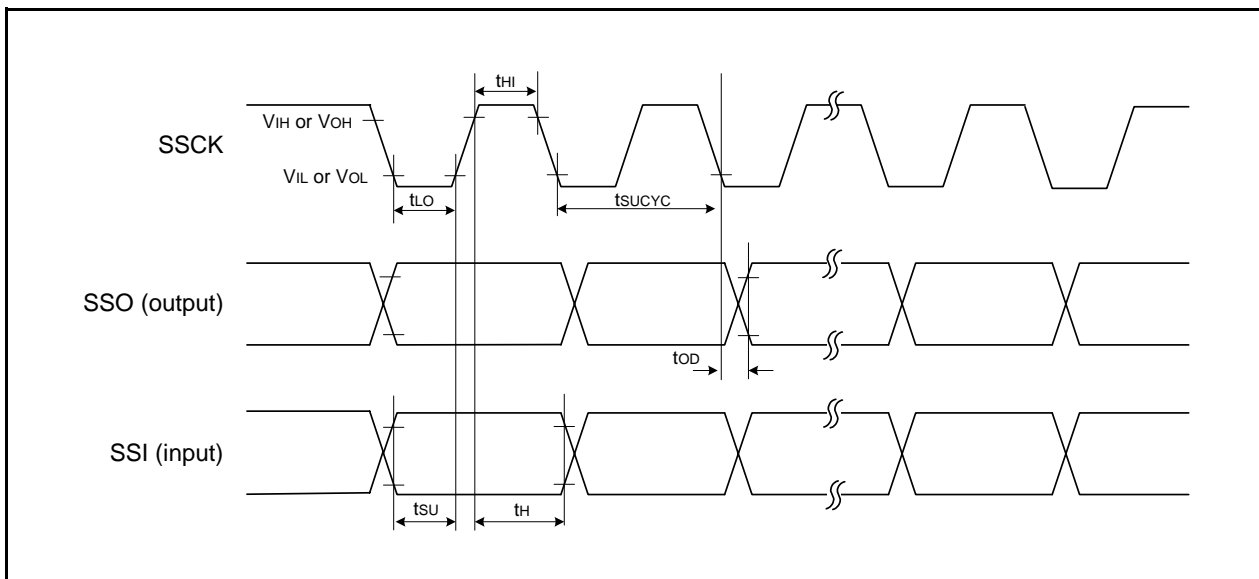 tHI
VIH or VOH
SSCK
VIL or VOL
tLO
tSUCYC
SSO (output)
tOD
SSI (input)
tSU
tH